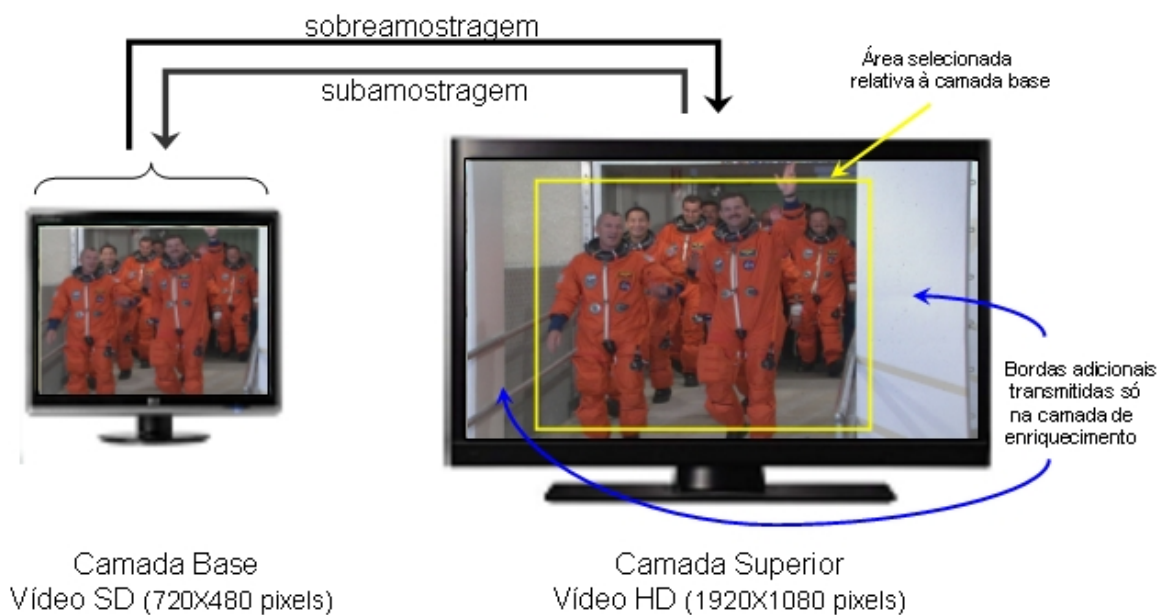 sobreamostragem
subamostragem
Área selecionada
relativa à camada base
Bordas adicionais
transmitidas só
na camada de
enriquecimento
Camada Base
Vídeo SD (720X480 pixels)
Camada Superior
Vídeo HD (1920X1080 pixels)